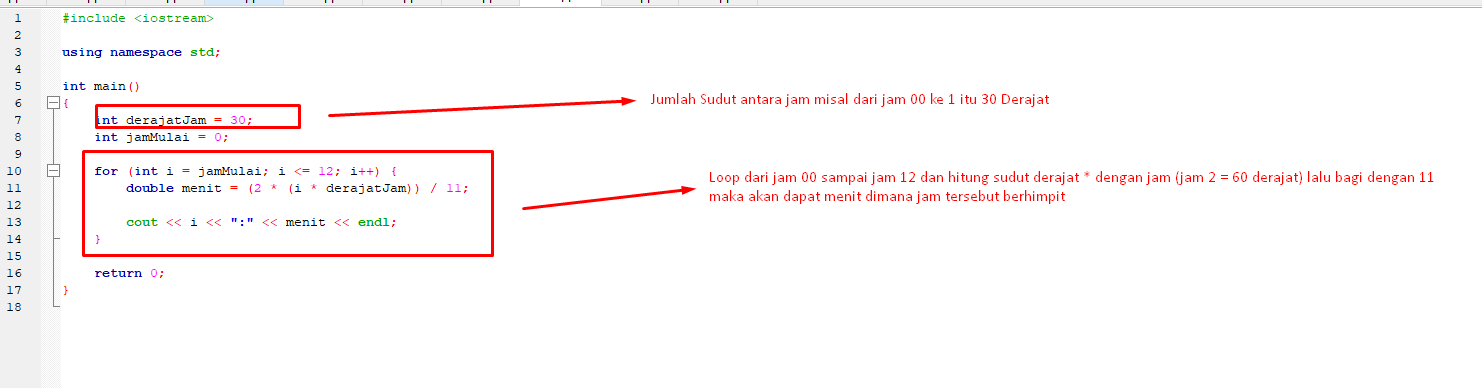 1 #include <iostream>
2
3 using namespace std;
4
5 int main()
6 {
7 int derajatJam = 30;
Jumlah Sudut antara jam misal dari jam 00 ke 1 itu 30 Derajat
8 int jamMulai = 0;
9
10 for (int i = jamMulai; i <= 12; i++) {
11 double menit = (2 * (i * derajatJam)) / 11;
Loop dari jam 00 sampai jam 12 dan hitung sudut derajat * dengan jam (jam 2 = 60 derajat) lalu bagi dengan 11
maka akan dapat menit dimana jam tersebut berhimpit
12
13 cout << i << ":" << menit << endl;
14 }
15
16 return 0;
17 }
18